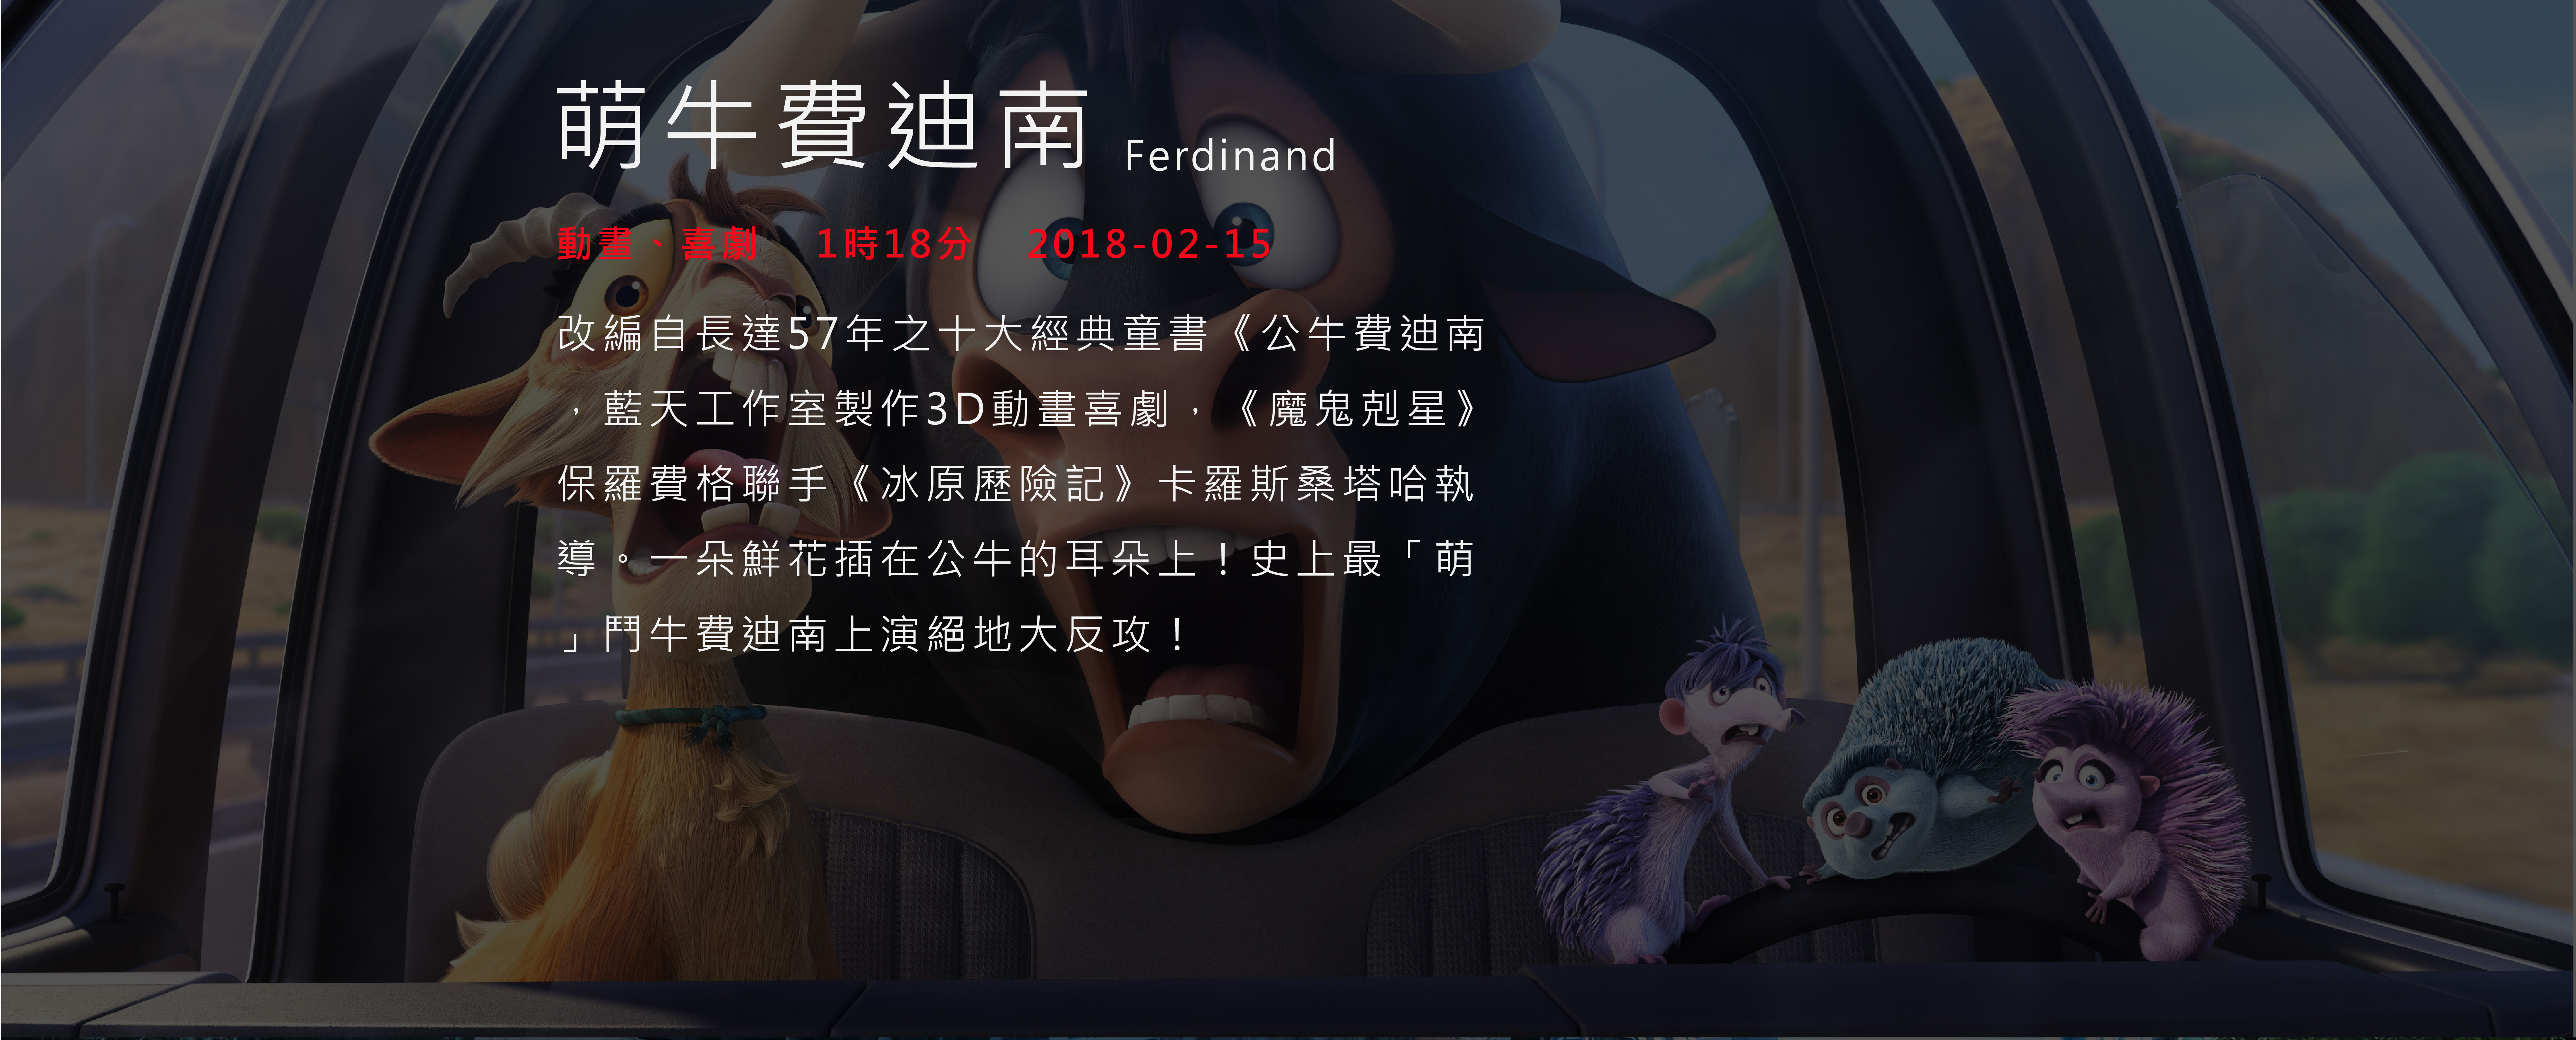 萌牛費迪南 Ferdinand
動畫、喜劇 1時18分 2018-02-15
改編自長達57年之十大經典童書《公牛費迪南
，藍天工作室製作3D動畫喜劇，《魔鬼剋星》
保羅費格聯手《冰原歷險記》卡羅斯桑塔哈執
導。一朵鮮花插在公牛的耳朵上！史上最「萌
」鬥牛費迪南上演絕地大反攻！